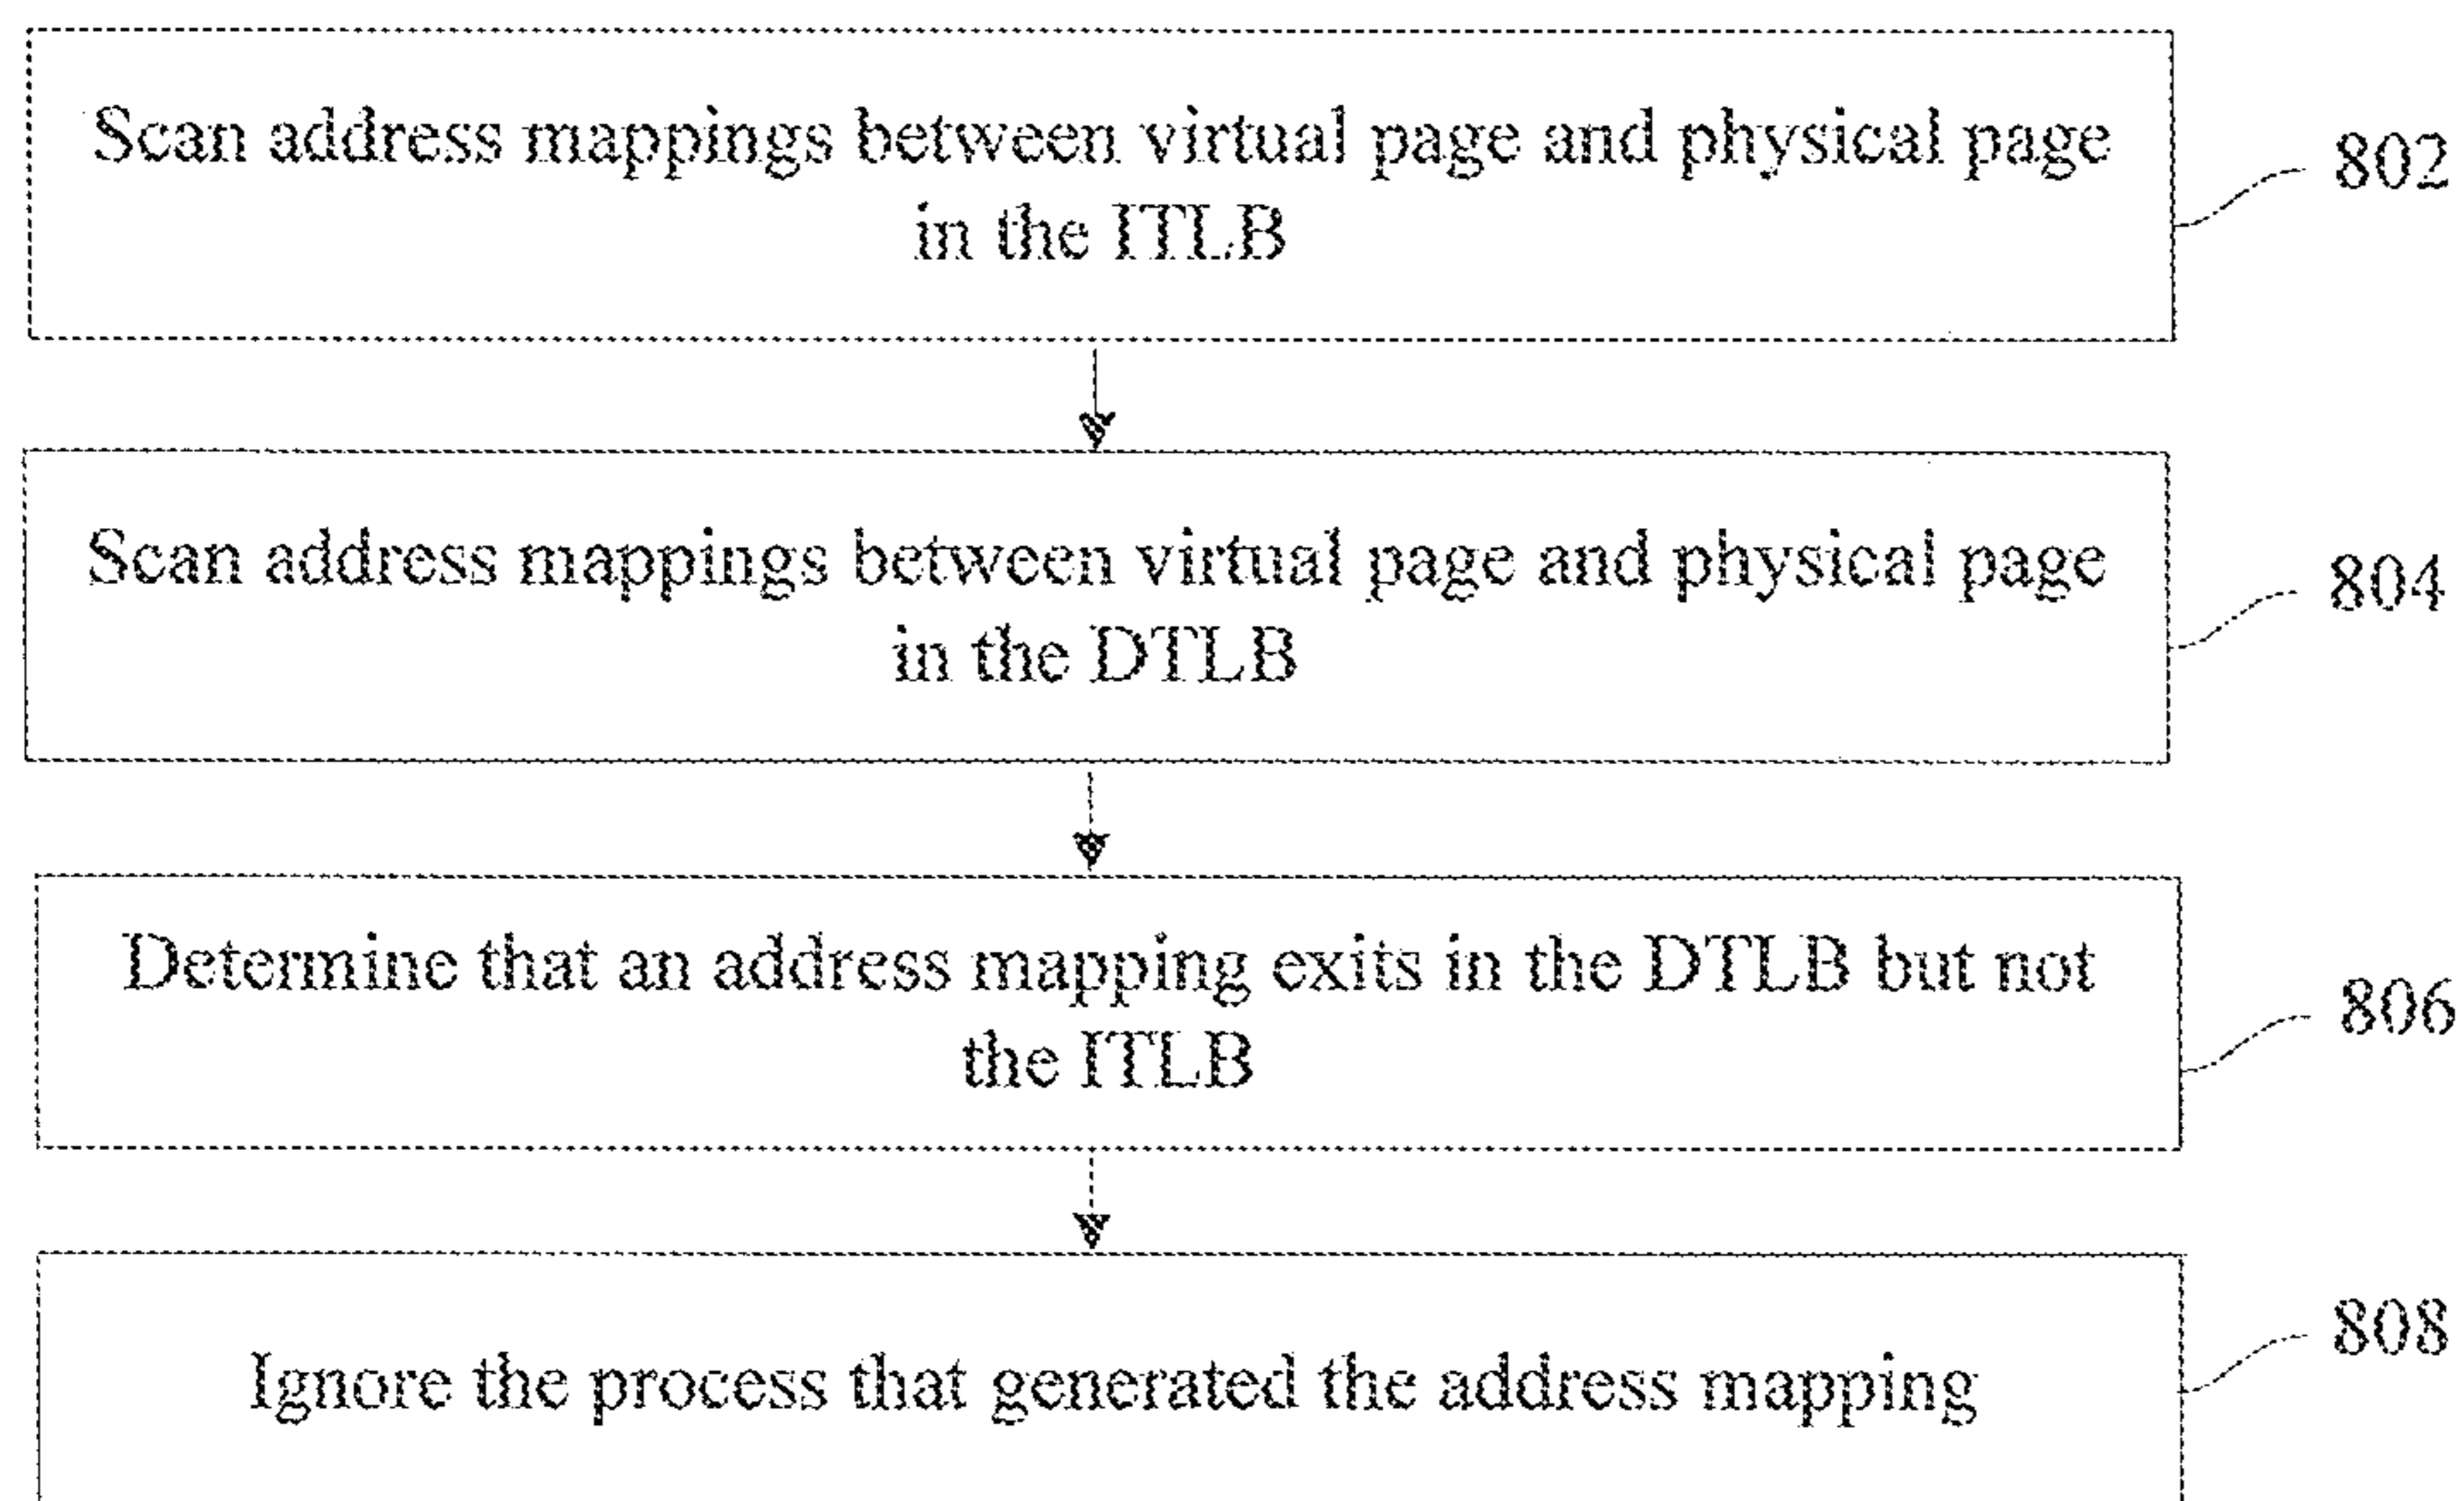 Scan address mappings between virtual page and physical page
in the ITLB
802
Scan address mappings between virtual page and physical page
in the DTLB
804
Determine that an address mapping exits in the DTLB but not
the ITLB
806
Ignore the process that generated the address mapping
808